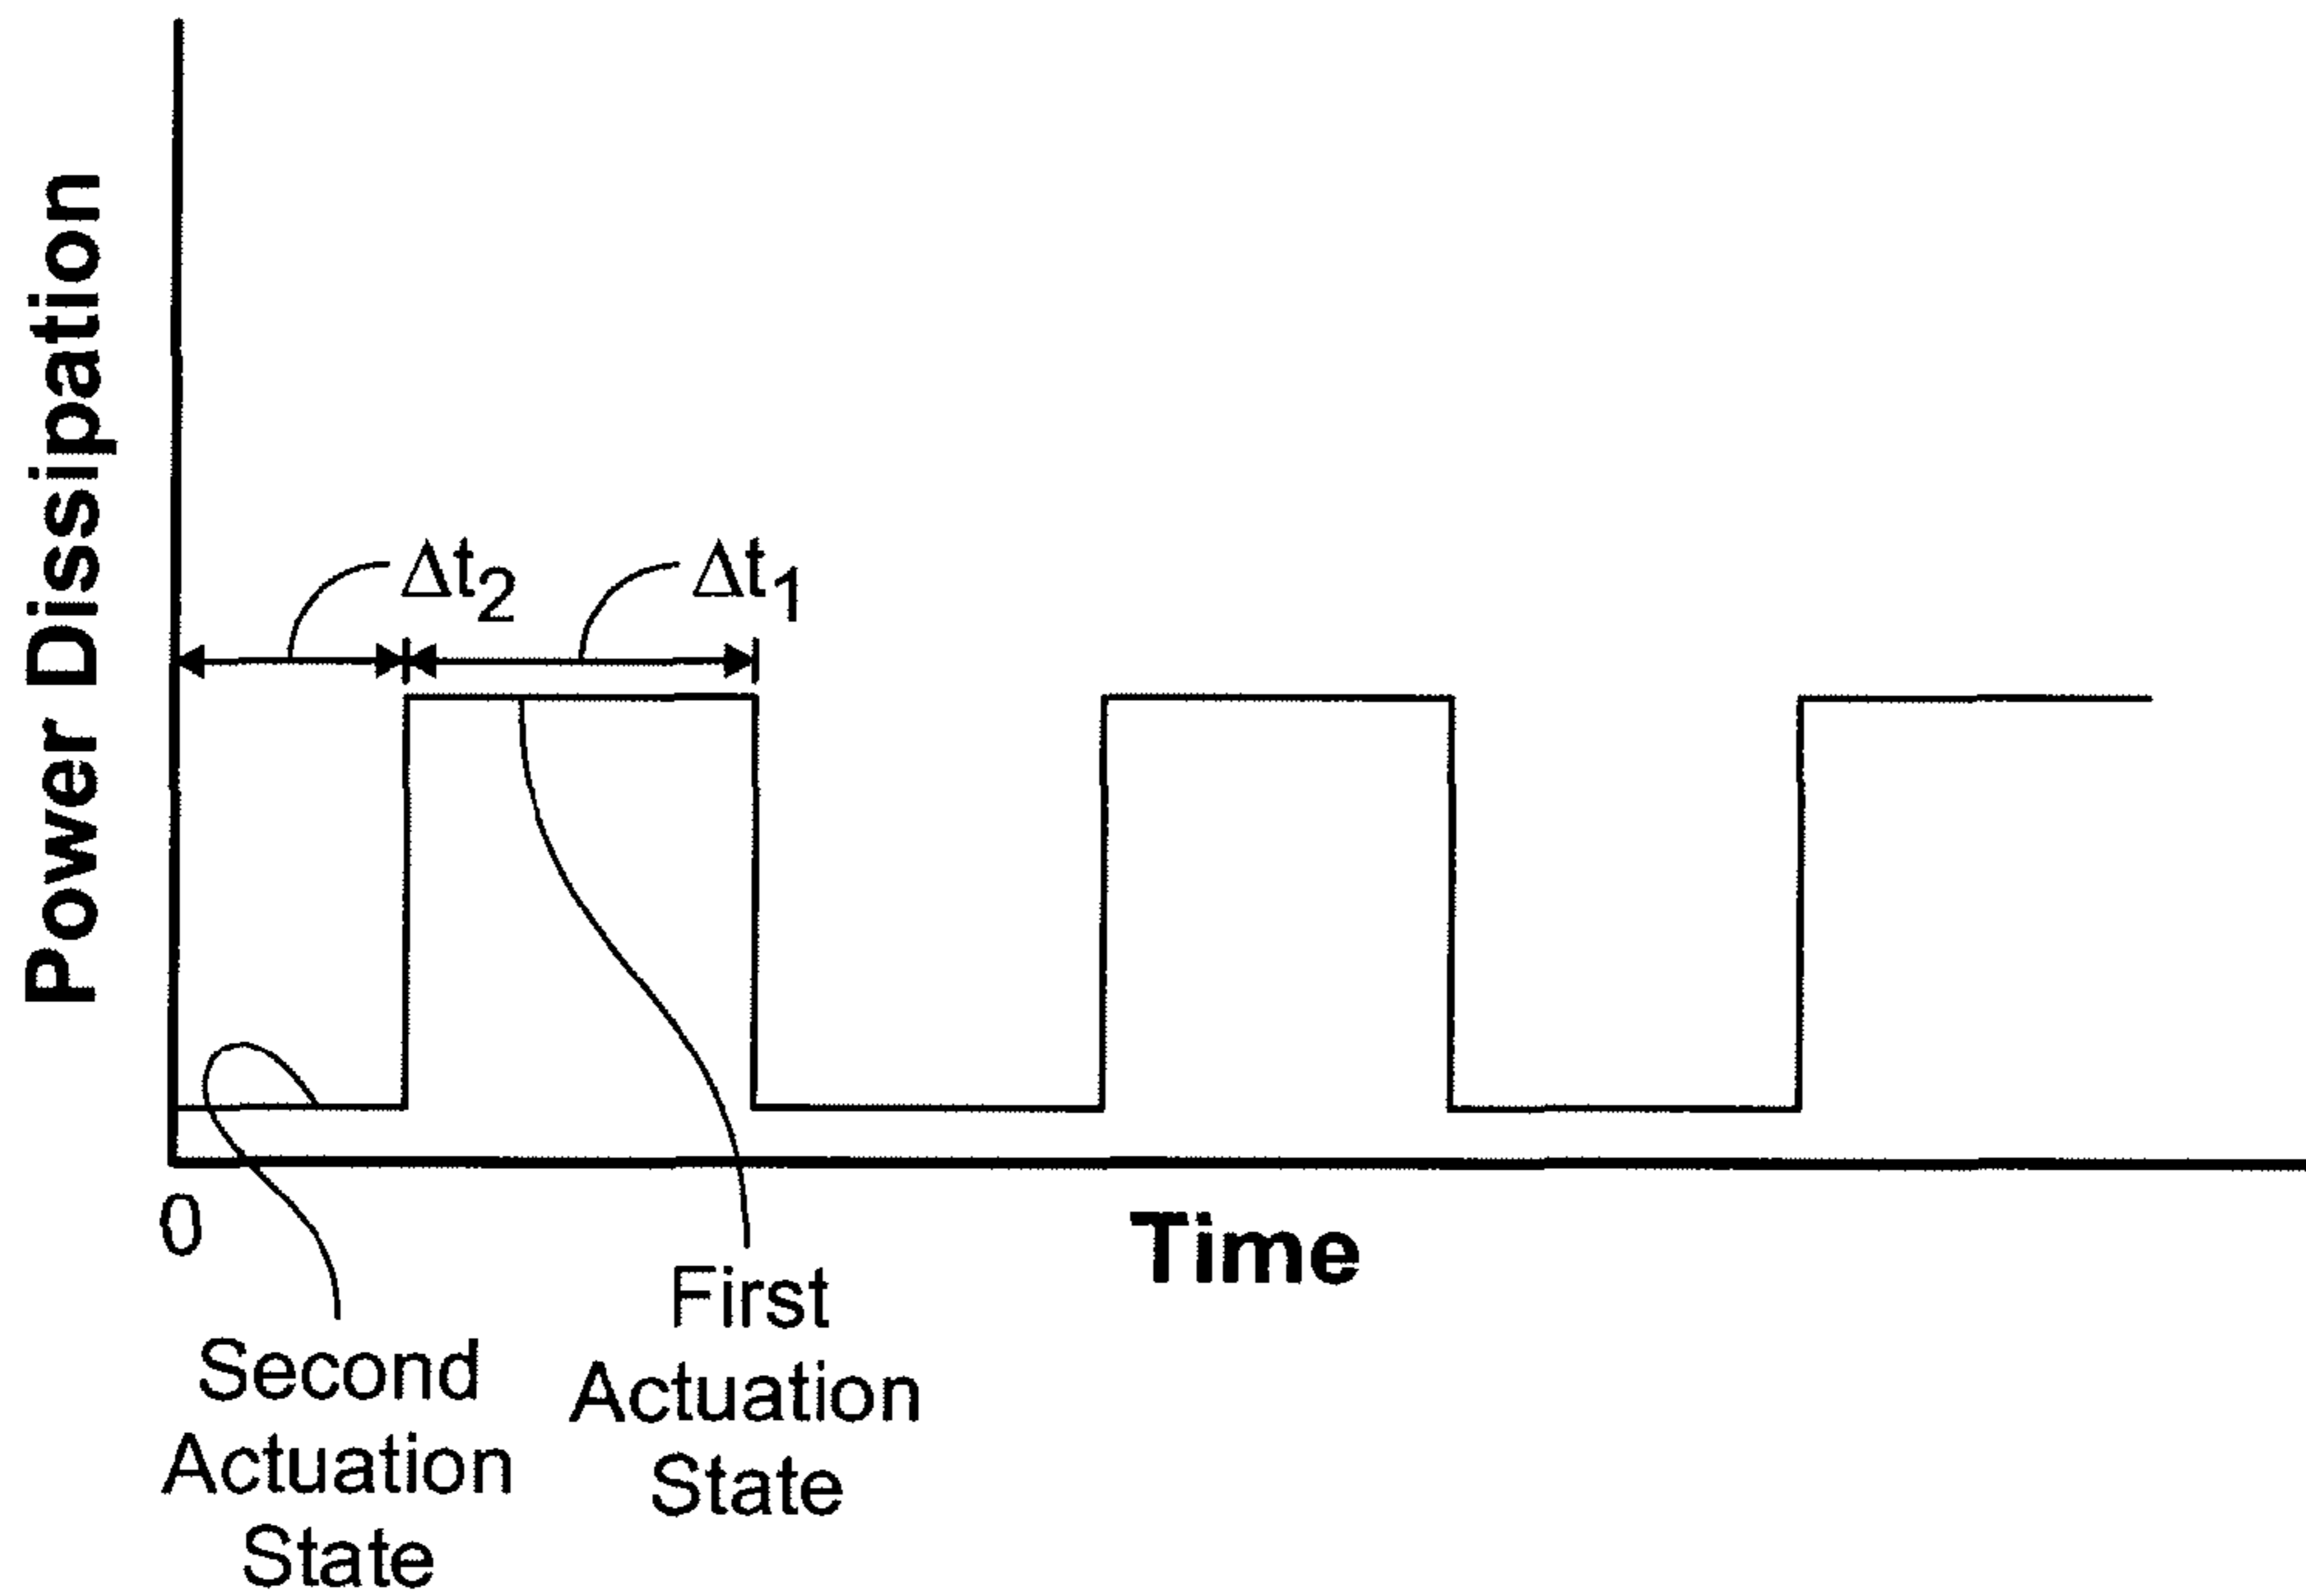 Power Dissipation
Δt2
Δt1
0
Time
First
Actuation
State
Second
Actuation
State